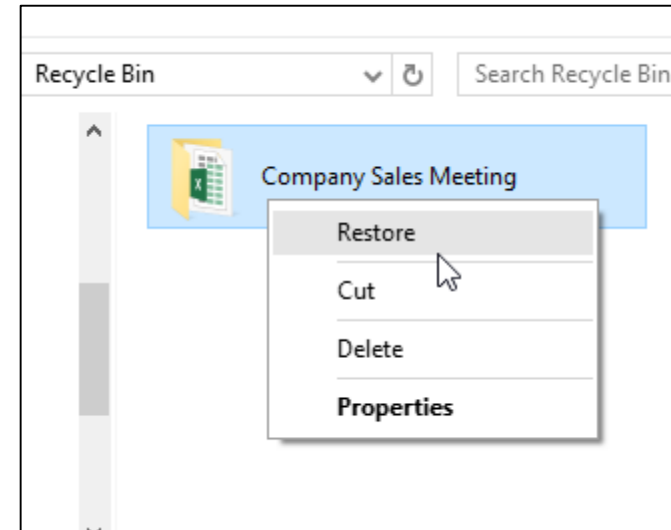 Recycle Bin
Search Recycle Bin
Company Sales Meeting
Restore
Cut
Delete
Properties